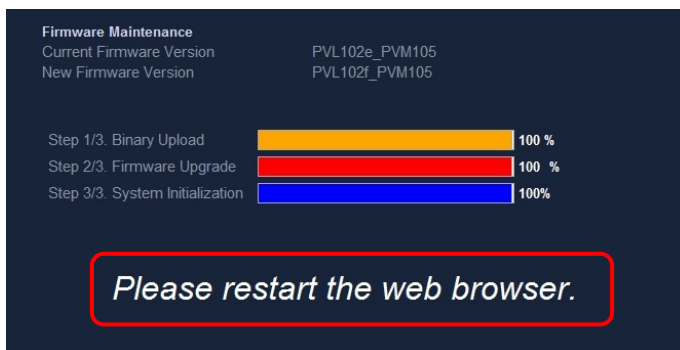 Firmware Maintenance
Current Firmware Version PVL102e_PVM105
New Firmware Version PVL102f_PVM105
Step 1/3. Binary Upload 100 %
Step 2/3. Firmware Upgrade 100 %
Step 3/3. System Initialization 100%
Please restart the web browser.